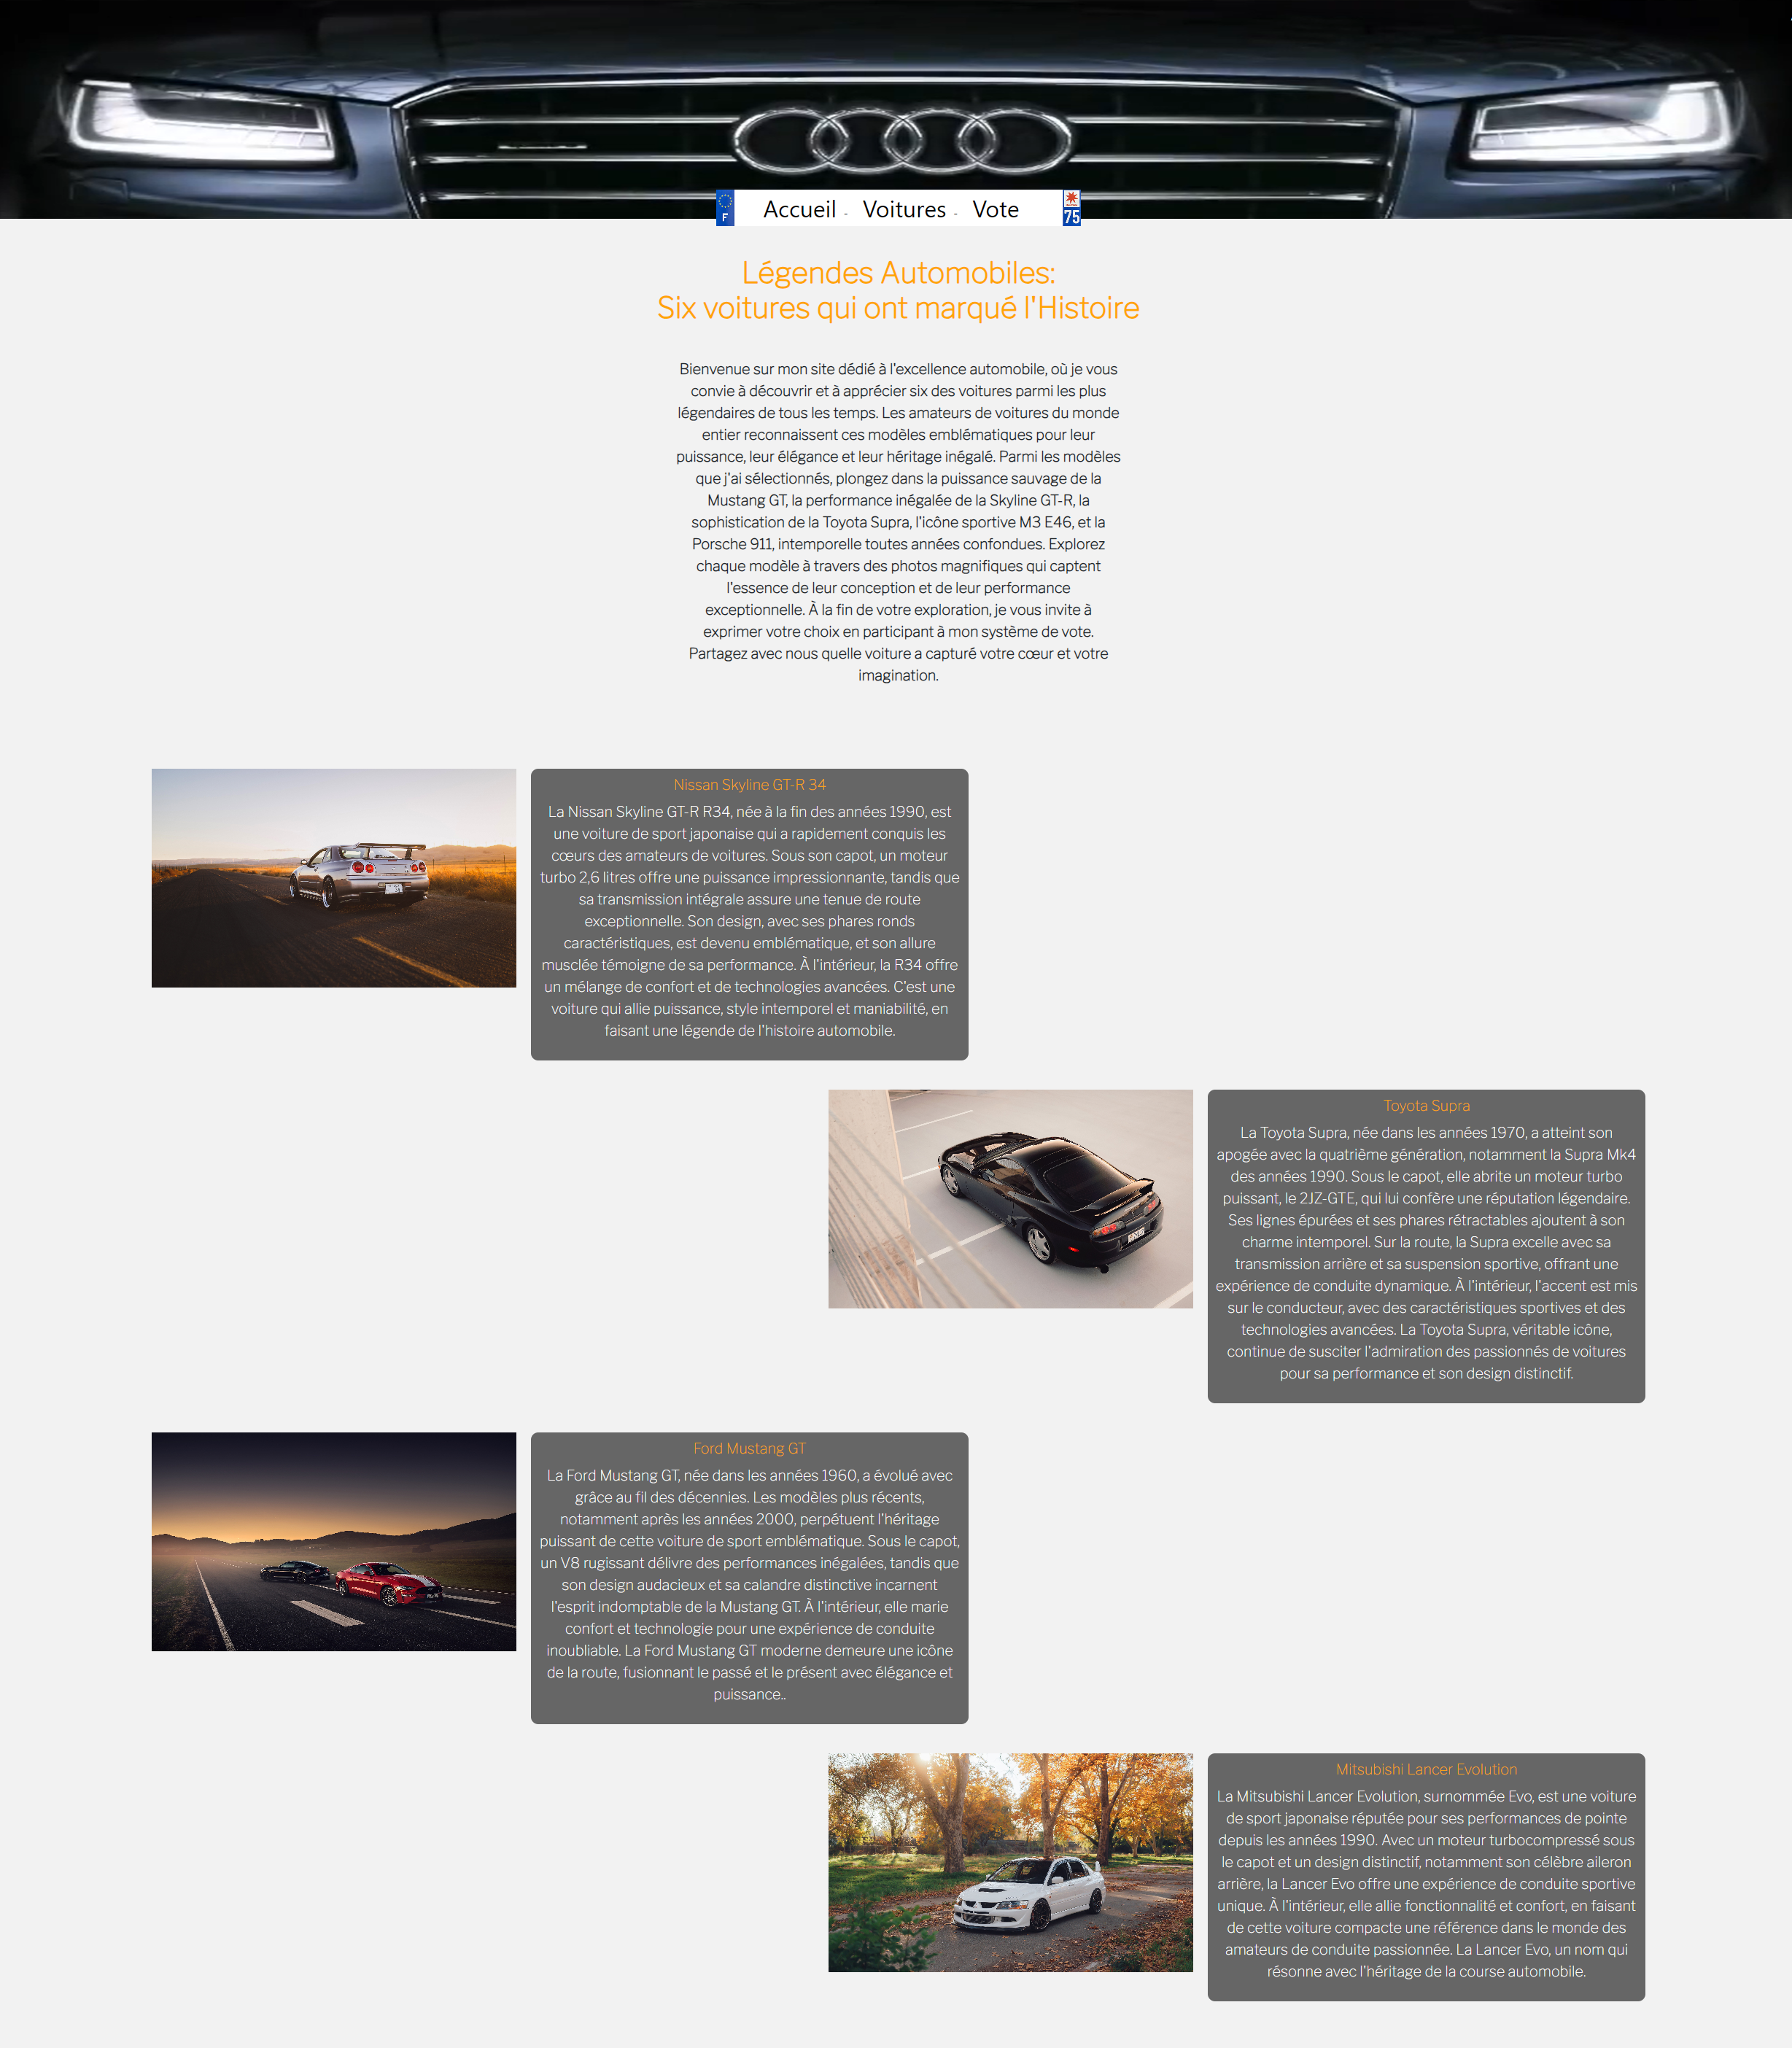 F Accueil - Voitures - Vote 75
Légendes Automobiles:
Six voitures qui ont marqué l'Histoire
Bienvenue sur mon site dédié à l'excellence automobile, où je vous
convie à découvrir et à apprécier six des voitures parmi les plus
légendaires de tous les temps. Les amateurs de voitures du monde
entier reconnaissent ces modèles emblématiques pour leur
puissance, leur élégance et leur héritage inégalé. Parmi les modèles
que j'ai sélectionnés, plongez dans la puissance sauvage de la
Mustang GT, la performance inégalée de la Skyline GT-R, la
sophistication de la Toyota Supra, l'icône sportive M3 E46, et la
Porsche 911, intemporelle toutes années confondues. Explorez
chaque modèle à travers des photos magnifiques qui captent
l'essence de leur conception et de leur performance
exceptionnelle. À la fin de votre exploration, je vous invite à
exprimer votre choix en participant à mon système de vote.
Partagez avec nous quelle voiture a capturé votre cœur et votre
imagination.
Nissan Skyline GT-R 34
La Nissan Skyline GT-R R34, née à la fin des années 1990, est
une voiture de sport japonaise qui a rapidement conquis les
cœurs des amateurs de voitures. Sous son capot, un moteur
turbo 2,6 litres offre une puissance impressionnante, tandis que
sa transmission intégrale assure une tenue de route
exceptionnelle. Son design, avec ses phares ronds
caractéristiques, est devenu emblématique, et son allure
musclée témoigne de sa performance. À l'intérieur, la R34 offre
un mélange de confort et de technologies avancées. C'est une
voiture qui allie puissance, style intemporel et maniabilité, en
faisant une légende de l'histoire automobile.
Toyota Supra
La Toyota Supra, née dans les années 1970, a atteint son
apogée avec la quatrième génération, notamment la Supra Mk4
des années 1990. Sous le capot, elle abrite un moteur turbo
puissant, le 2JZ-GTE, qui lui confère une réputation légendaire.
Ses lignes épurées et ses phares rétractables ajoutent à son
charme intemporel. Sur la route, la Supra excelle avec sa
transmission arrière et sa suspension sportive, offrant une
expérience de conduite dynamique. À l'intérieur, l'accent est mis
sur le conducteur, avec des caractéristiques sportives et des
technologies avancées. La Toyota Supra, véritable icône,
continue de susciter l'admiration des passionnés de voitures
pour sa performance et son design distinctif.
Ford Mustang GT
La Ford Mustang GT, née dans les années 1960, a évolué avec
grâce au fil des décennies. Les modèles plus récents,
notamment après les années 2000, perpétuent l'héritage
puissant de cette voiture de sport emblématique. Sous le capot,
un V8 rugissant délivre des performances inégalées, tandis que
son design audacieux et sa calandre distinctive incarnent
l'esprit indomptable de la Mustang GT. À l'intérieur, elle marie
confort et technologie pour une expérience de conduite
inoubliable. La Ford Mustang GT moderne demeure une icône
de la route, fusionnant le passé et le présent avec élégance et
puissance..
Mitsubishi Lancer Evolution
La Mitsubishi Lancer Evolution, surnommée Evo, est une voiture
de sport japonaise réputée pour ses performances de pointe
depuis les années 1990. Avec un moteur turbocompressé sous
le capot et un design distinctif, notamment son célèbre aileron
arrière, la Lancer Evo offre une expérience de conduite sportive
unique. À l'intérieur, elle allie fonctionnalité et confort, en faisant
de cette voiture compacte une référence dans le monde des
amateurs de conduite passionnée. La Lancer Evo, un nom qui
résonne avec l'héritage de la course automobile.